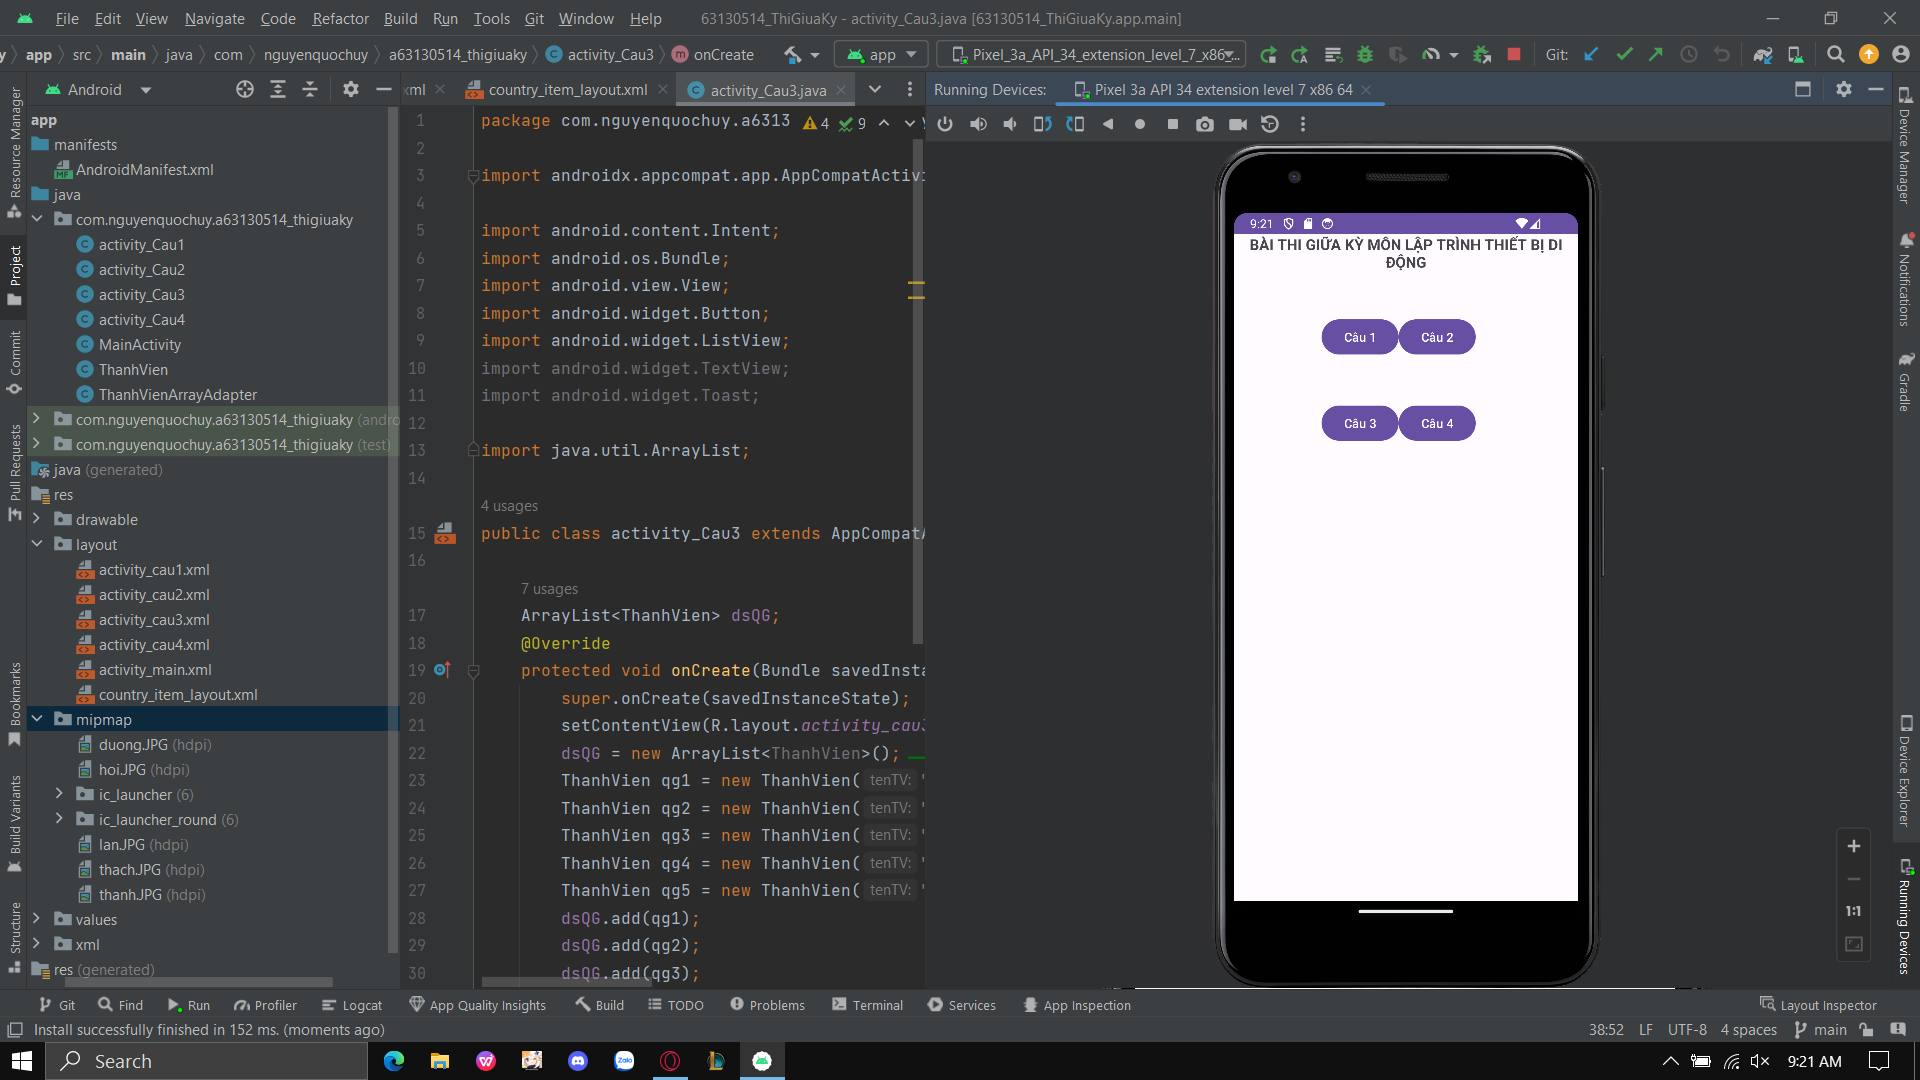 File Edit View Navigate Code Refactor Build Run Tools Git Window Help 63130514_ThiGiuaKy - activity_Cau3.java [63130514_ThiGiuaKy.app.main]
app src main java com nguyenquochuy a63130514_thigiuaky activity_Cau3 onCreate app Pixel_3a_API_34_extension_level_7_x86... Git:
Android
xml country_item_layout.xml activity_Cau3.java
Running Devices: Pixel 3a API 34 extension level 7 x86 64
Resource Manager
Project
Commit
Pull Requests
Bookmarks
Build Variants
Structure
app
manifests
AndroidManifest.xml
java
com.nguyenquochuy.a63130514_thigiuaky
activity_Cau1
activity_Cau2
activity_Cau3
activity_Cau4
MainActivity
ThanhVien
ThanhVienArrayAdapter
com.nguyenquochuy.a63130514_thigiuaky (andro
com.nguyenquochuy.a63130514_thigiuaky (test)
java (generated)
res
drawable
layout
activity_cau1.xml
activity_cau2.xml
activity_cau3.xml
activity_cau4.xml
activity_main.xml
country_item_layout.xml
mipmap
duong.JPG (hdpi)
hoi.JPG (hdpi)
ic_launcher (6)
ic_launcher_round (6)
lan.JPG (hdpi)
thach.JPG (hdpi)
thanh.JPG (hdpi)
values
xml
res (generated)
4 9
1 package com.nguyenquochuy.a6313
2
3 import androidx.appcompat.app.AppCompatActivi
4
5 import android.content.Intent;
6 import android.os.Bundle;
7 import android.view.View;
8 import android.widget.Button;
9 import android.widget.ListView;
10 import android.widget.TextView;
11 import android.widget.Toast;
12
13 import java.util.ArrayList;
14
4 usages
15 public class activity_Cau3 extends AppCompatA
16
7 usages
17 ArrayList<ThanhVien> dsQG;
18 @Override
19 protected void onCreate(Bundle savedInsta
20 super.onCreate(savedInstanceState);
21 setContentView(R.layout.activity_cau3
22 dsQG = new ArrayList<ThanhVien>();
23 ThanhVien qg1 = new ThanhVien( tenTV: "
24 ThanhVien qg2 = new ThanhVien( tenTV: "
25 ThanhVien qg3 = new ThanhVien( tenTV: "
26 ThanhVien qg4 = new ThanhVien( tenTV: "
27 ThanhVien qg5 = new ThanhVien( tenTV: "
28 dsQG.add(qg1);
29 dsQG.add(qg2);
30 dsQG.add(qg3);
9:21
BÀI THI GIỮA KỲ MÔN LẬP TRÌNH THIẾT BỊ DI
ĐỘNG
Câu 1 Câu 2
Câu 3 Câu 4
1:1
Device Manager
Notifications
Gradle
Device Explorer
Running Devices
Git Find Run Profiler Logcat App Quality Insights Build TODO Problems Terminal Services App Inspection Layout Inspector
Install successfully finished in 152 ms. (moments ago) 38:52 LF UTF-8 4 spaces main
Search Zalo 9:21 AM